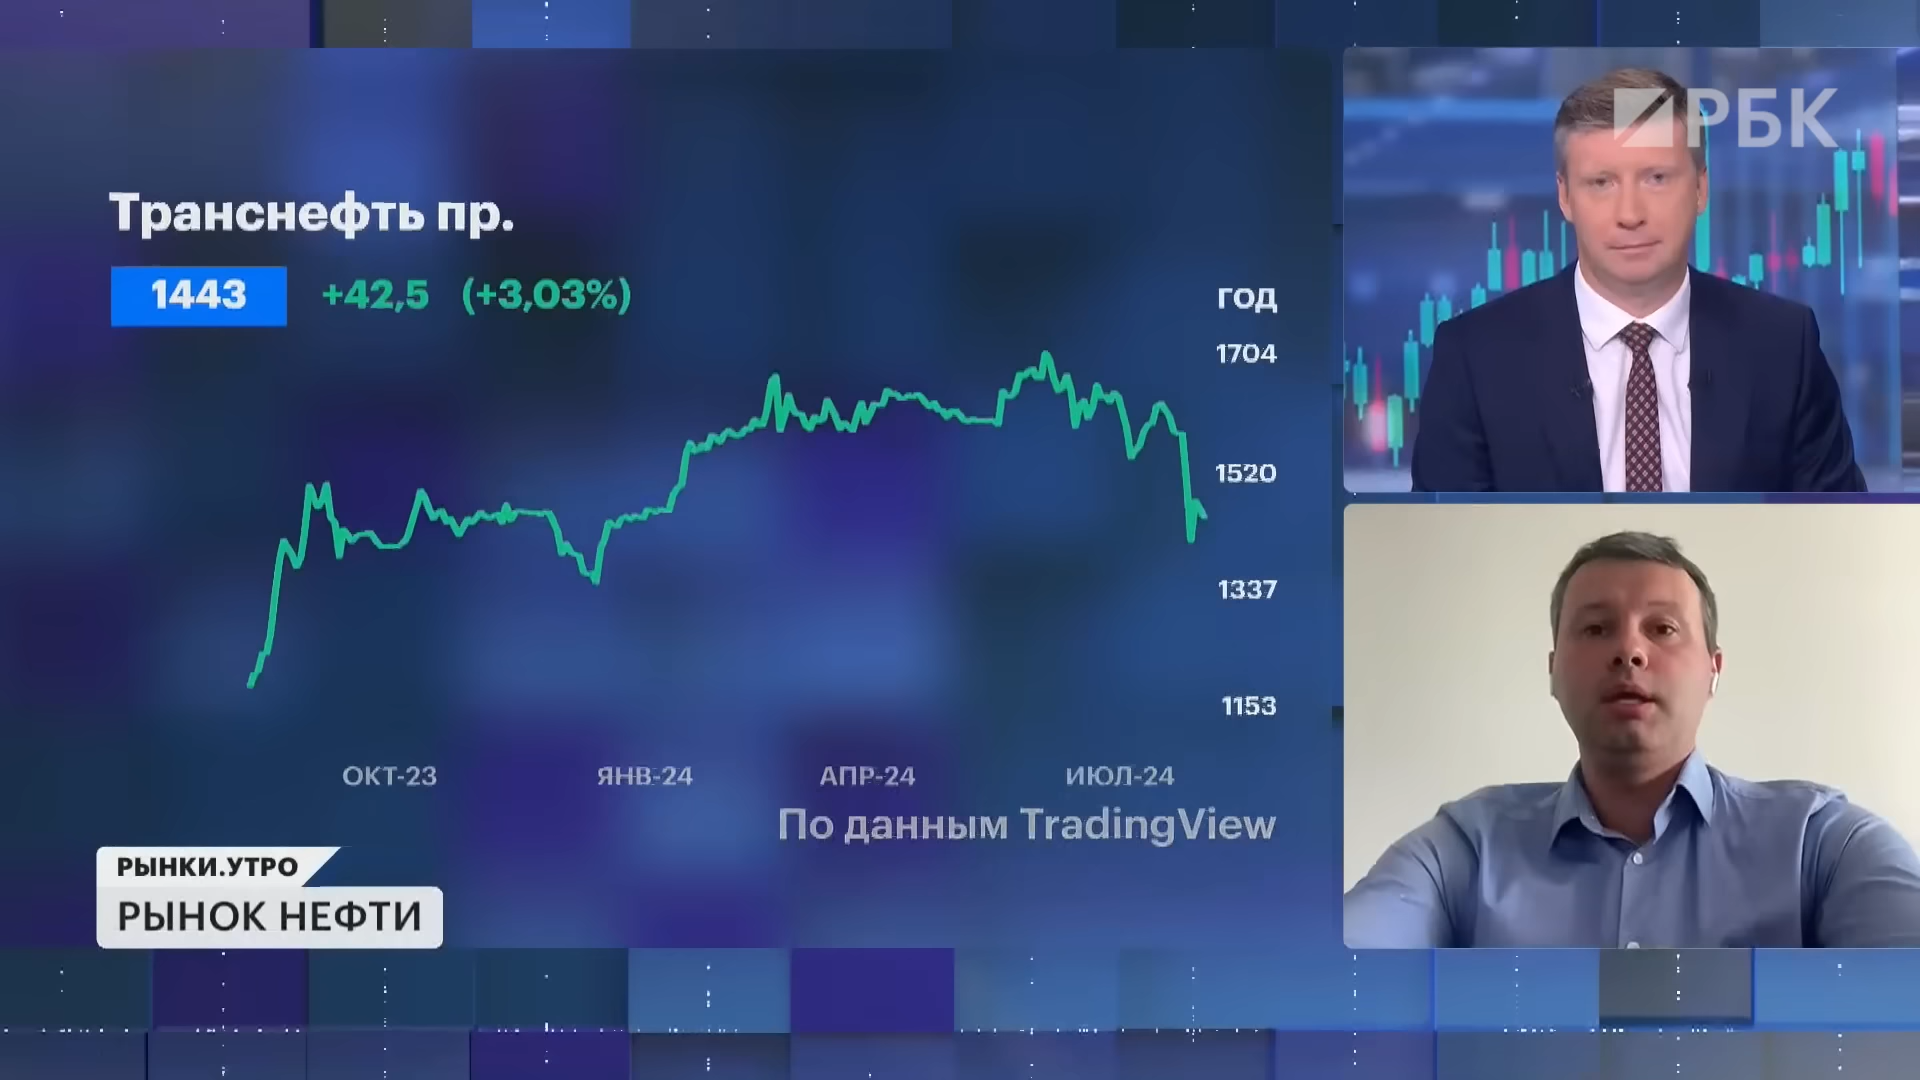 РБК
Транснефть пр.
1443 +42,5 (+3,03%)
ГОД
1704
1520
1337
1153
ОКТ-23 ЯНВ-24 АПР-24 ИЮЛ-24
По данным TradingView
РЫНКИ.УТРО
РЫНОК НЕФТИ